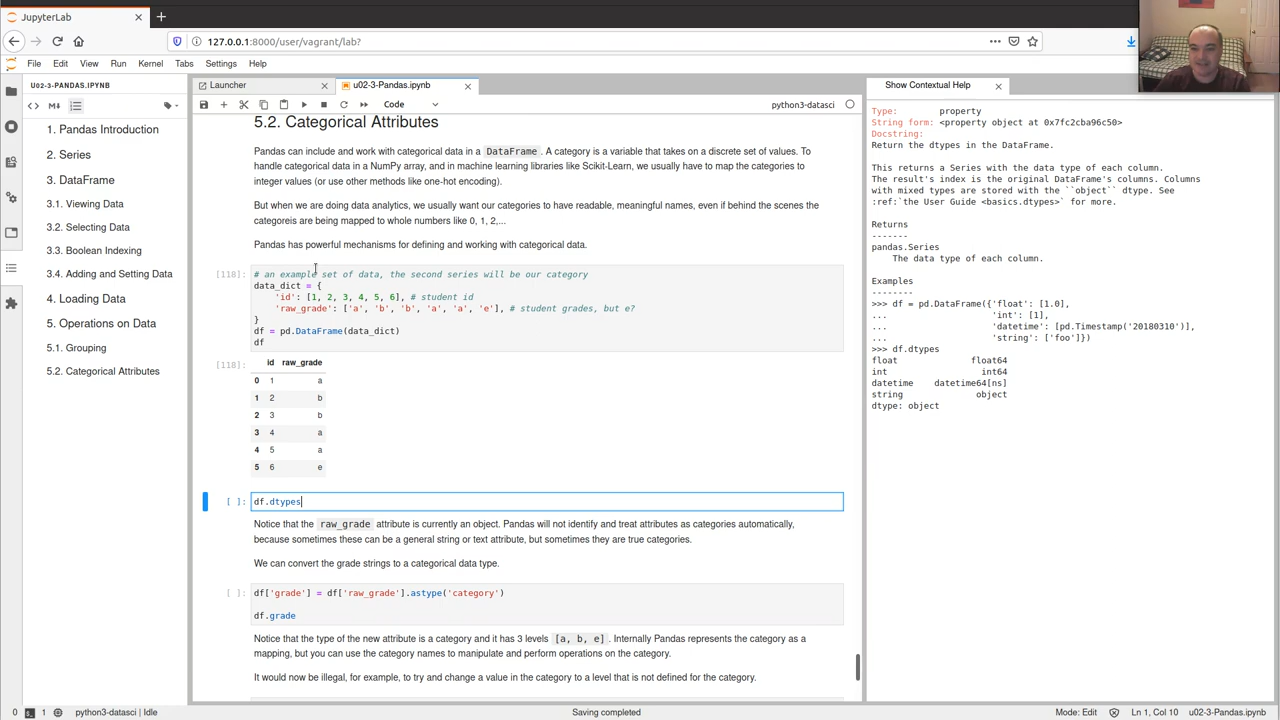 JupyterLab
127.0.0.1:8000/user/vagrant/lab?
File Edit View Run Kernel Tabs Settings Help
U02-3-PANDAS.IPYNB
1. Pandas Introduction
2. Series
3. DataFrame
3.1. Viewing Data
3.2. Selecting Data
3.3. Boolean Indexing
3.4. Adding and Setting Data
4. Loading Data
5. Operations on Data
5.1. Grouping
5.2. Categorical Attributes
Launcher
u02-3-Pandas.ipynb
Code
python3-datasci
5.2. Categorical Attributes
Pandas can include and work with categorical data in a DataFrame. A category is a variable that takes on a discrete set of values. To
handle categorical data in a NumPy array, and in machine learning libraries like Scikit-Learn, we usually have to map the categories to
integer values (or use other methods like one-hot encoding).
But when we are doing data analytics, we usually want our categories to have readable, meaningful names, even if behind the scenes the
categoreis are being mapped to whole numbers like 0, 1, 2,...
Pandas has powerful mechanisms for defining and working with categorical data.
[118]: # an example set of data, the second series will be our category
data_dict = {
'id': [1, 2, 3, 4, 5, 6], # student id
'raw_grade': ['a', 'b', 'b', 'a', 'a', 'e'], # student grades, but e?
}
df = pd.DataFrame(data_dict)
df
[118]: id raw_grade
0 1 a
1 2 b
2 3 b
3 4 a
4 5 a
5 6 e
[ ]: df.dtypes
Notice that the raw_grade attribute is currently an object. Pandas will not identify and treat attributes as categories automatically,
because sometimes these can be a general string or text attribute, but sometimes they are true categories.
We can convert the grade strings to a categorical data type.
[ ]: df['grade'] = df['raw_grade'].astype('category')
df.grade
Notice that the type of the new attribute is a category and it has 3 levels [a, b, e]. Internally Pandas represents the category as a
mapping, but you can use the category names to manipulate and perform operations on the category.
It would now be illegal, for example, to try and change a value in the category to a level that is not defined for the category.
Show Contextual Help
Type: property
String form: <property object at 0x7fc2cba96c50>
Docstring:
Return the dtypes in the DataFrame.
This returns a Series with the data type of each column.
The result's index is the original DataFrame's columns. Columns
with mixed types are stored with the ``object`` dtype. See
:ref:`the User Guide <basics.dtypes>` for more.
Returns
-------
pandas.Series
The data type of each column.
Examples
--------
>>> df = pd.DataFrame({'float': [1.0],
... 'int': [1],
... 'datetime': [pd.Timestamp('20180310')],
... 'string': ['foo']})
>>> df.dtypes
float float64
int int64
datetime datetime64[ns]
string object
dtype: object
0 1 python3-datasci | Idle
Saving completed
Mode: Edit
Ln 1, Col 10
u02-3-Pandas.ipynb